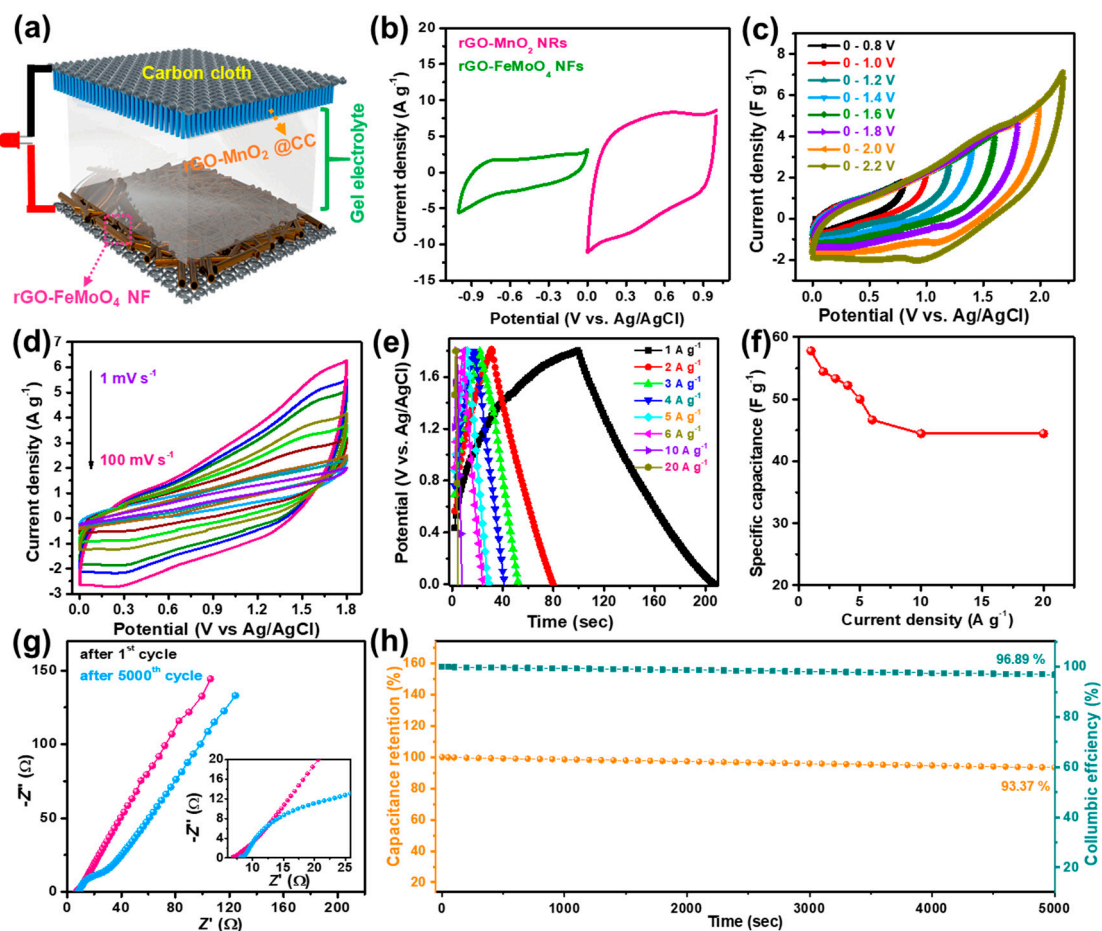 (a)
Carbon cloth
rGO-MnO₂ @CC
Gel electrolyte
rGO-FeMoO₄ NF
(b)
rGO-MnO₂ NRs
rGO-FeMoO₄ NFs
Current density (A g⁻¹)
15
10
5
0
-5
-10
-15
-0.9 -0.6 -0.3 0.0 0.3 0.6 0.9
Potential (V vs. Ag/AgCl)
(c)
0 - 0.8 V
0 - 1.0 V
0 - 1.2 V
0 - 1.4 V
0 - 1.6 V
0 - 1.8 V
0 - 2.0 V
0 - 2.2 V
Current density (F g⁻¹)
8
6
4
2
0
-2
0.0 0.5 1.0 1.5 2.0
Potential (V vs. Ag/AgCl)
(d)
1 mV s⁻¹
100 mV s⁻¹
Current density (A g⁻¹)
7
6
5
4
3
2
1
0
-1
-2
-3
0.0 0.3 0.6 0.9 1.2 1.5 1.8
Potential (V vs Ag/AgCl)
(e)
1 A g⁻¹
2 A g⁻¹
3 A g⁻¹
4 A g⁻¹
5 A g⁻¹
6 A g⁻¹
10 A g⁻¹
20 A g⁻¹
Potential (V vs. Ag/AgCl)
1.6
1.2
0.8
0.4
0.0
0 40 80 120 160 200
Time (sec)
(f)
Specific capacitance (F g⁻¹)
60
50
40
30
20
0 5 10 15 20
Current density (A g⁻¹)
(g)
after 1st cycle
after 5000th cycle
-Z'' (Ω)
150
100
50
0
0 40 80 120 160 200
Z' (Ω)
-Z'' (Ω)
20
16
12
8
4
0
10 15 20 25
Z' (Ω)
(h)
Capacitance retention (%)
160
140
120
100
80
60
40
20
96.89 %
93.37 %
Collumbic effciency (%)
100
80
60
40
20
0 1000 2000 3000 4000 5000
Time (sec)